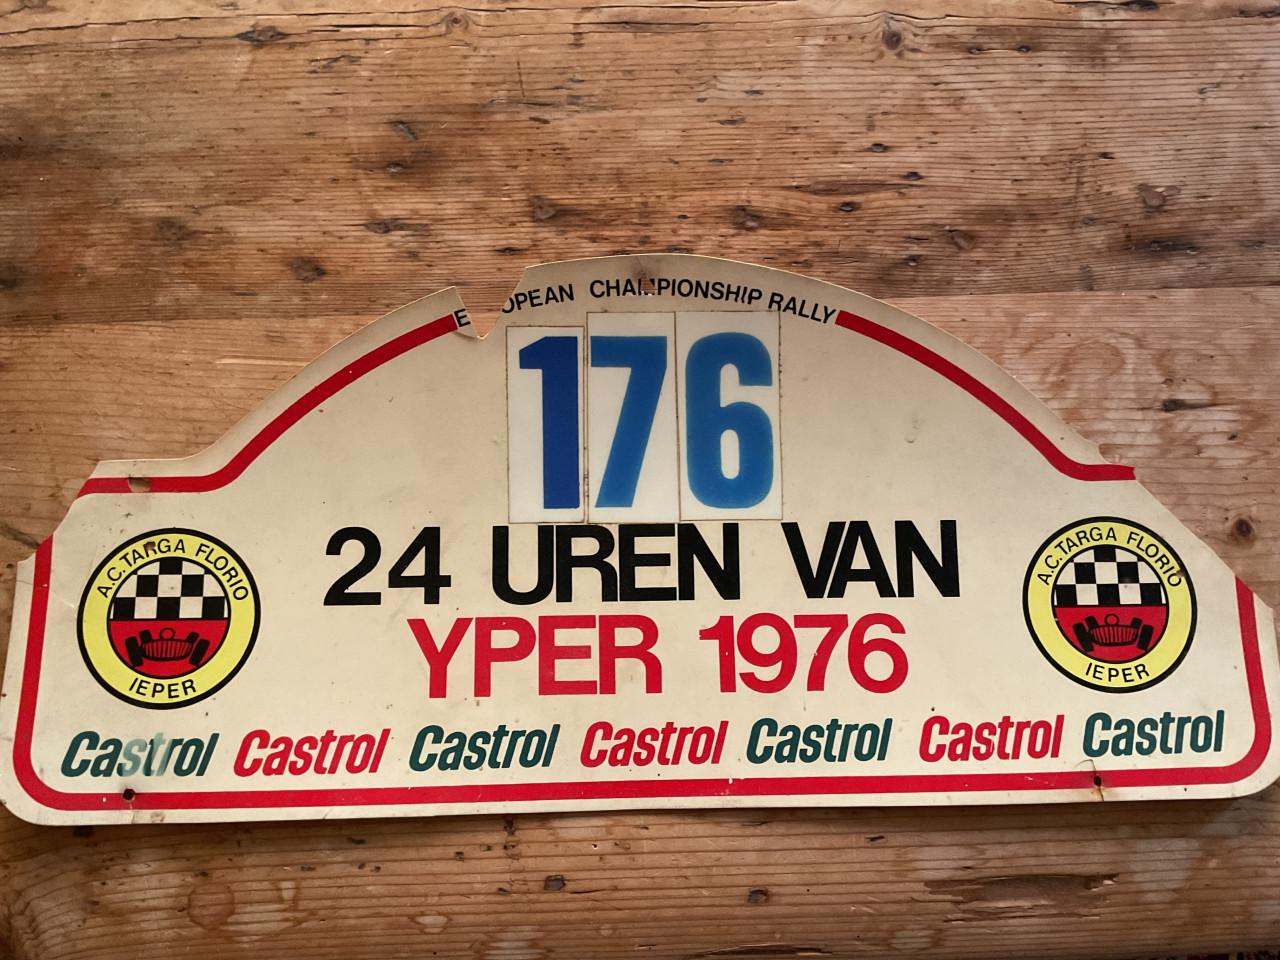 CHAMPIONSHIP RALLY
176
24 UREN VAN
YPER 1976
A.C. TARGA FLORIO
IEPER
A.C. TARGA FLORIO
IEPER
Castrol Castrol Castrol Castrol Castrol Castrol Castrol